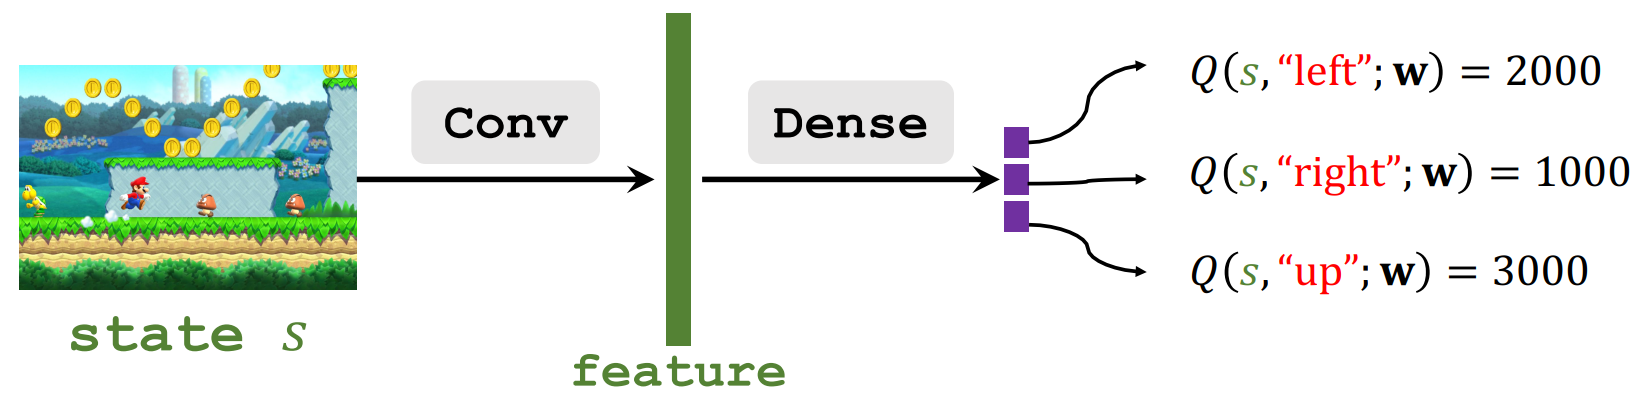 Conv
Dense
Q(s, “left”; w) = 2000
Q(s, “right”; w) = 1000
Q(s, “up”; w) = 3000
state s
feature